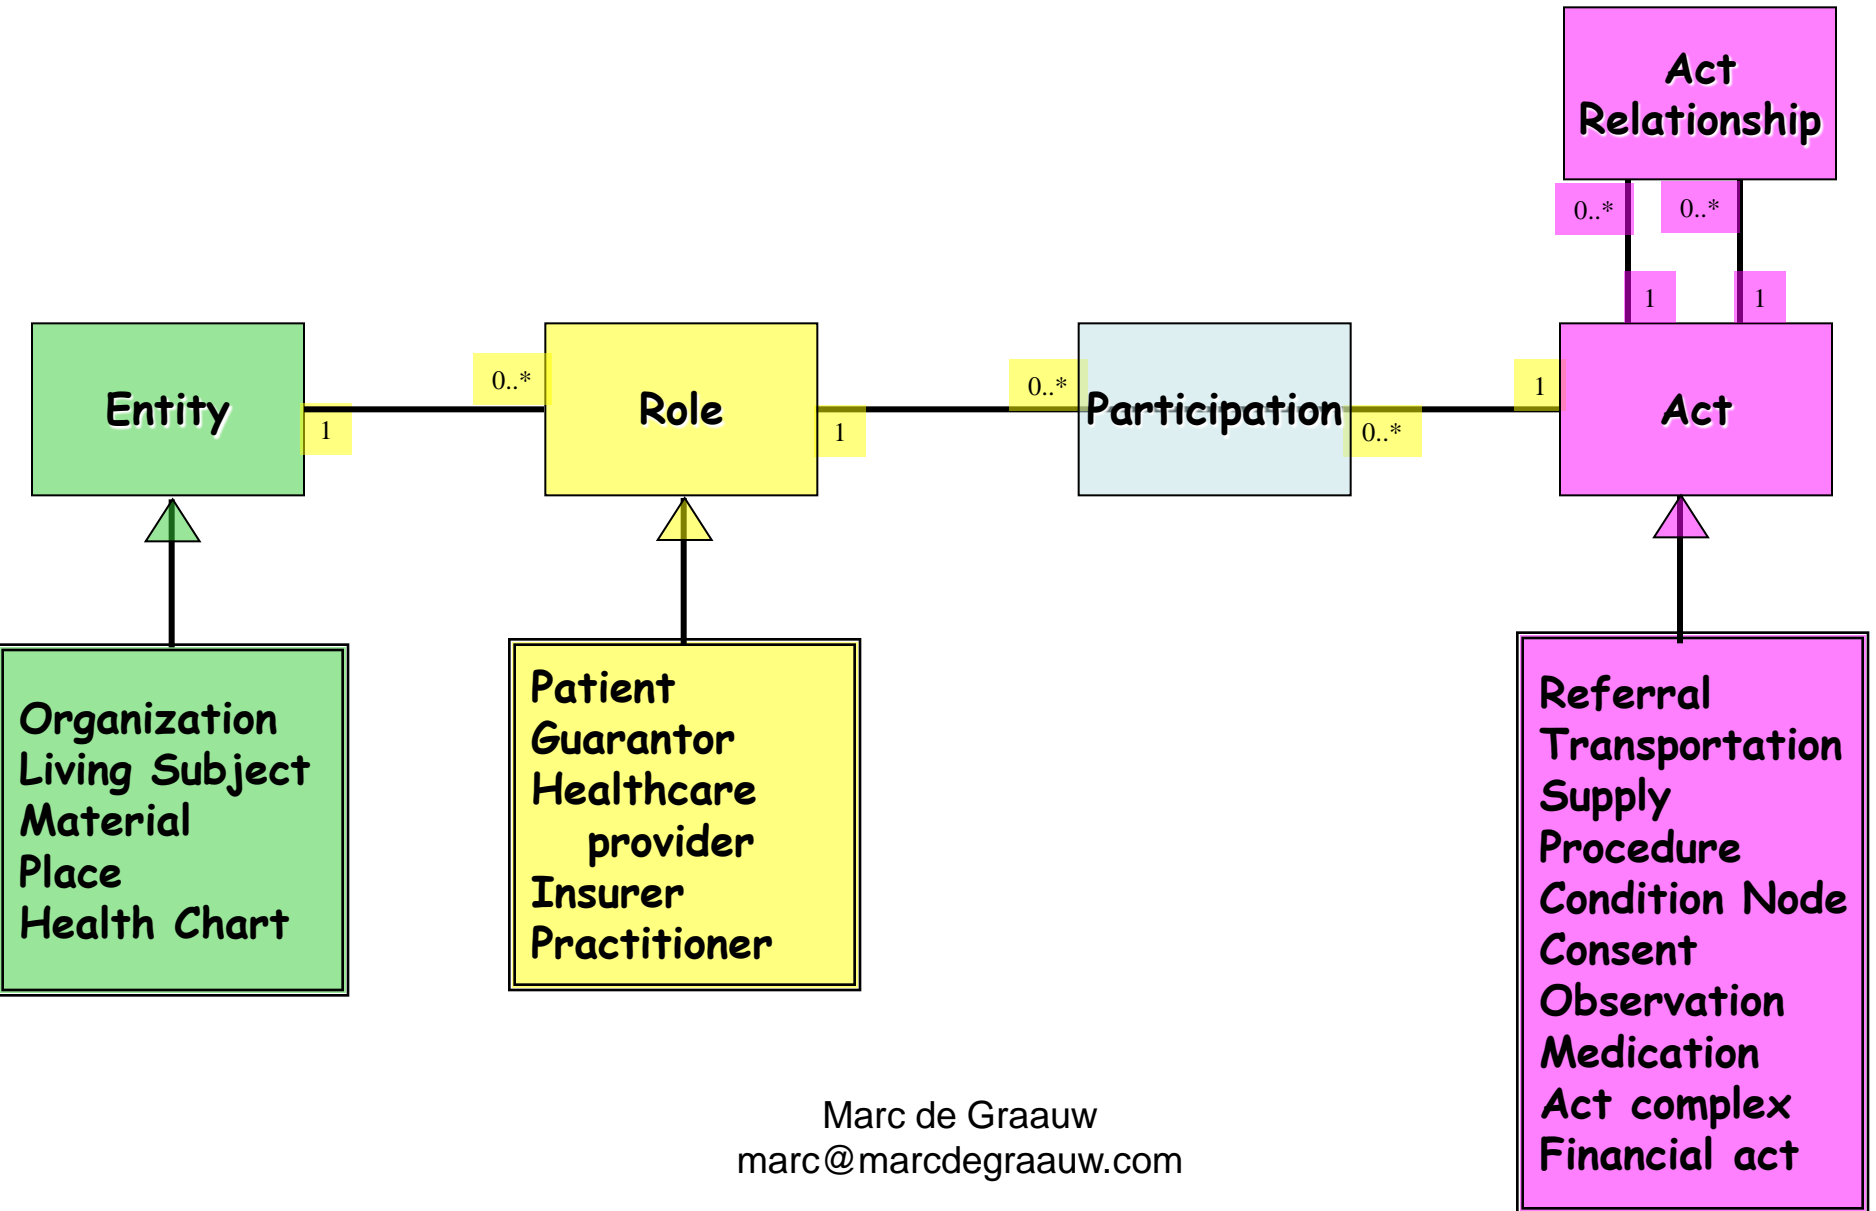 Act
Relationship
0..*
0..*
1
1
Entity
1
0..*
Role
1
0..*
Participation
0..*
1
Act
Organization
Living Subject
Material
Place
Health Chart
Patient
Guarantor
Healthcare
provider
Insurer
Practitioner
Referral
Transportation
Supply
Procedure
Condition Node
Consent
Observation
Medication
Act complex
Financial act
Marc de Graauw
marc@marcdegraauw.com